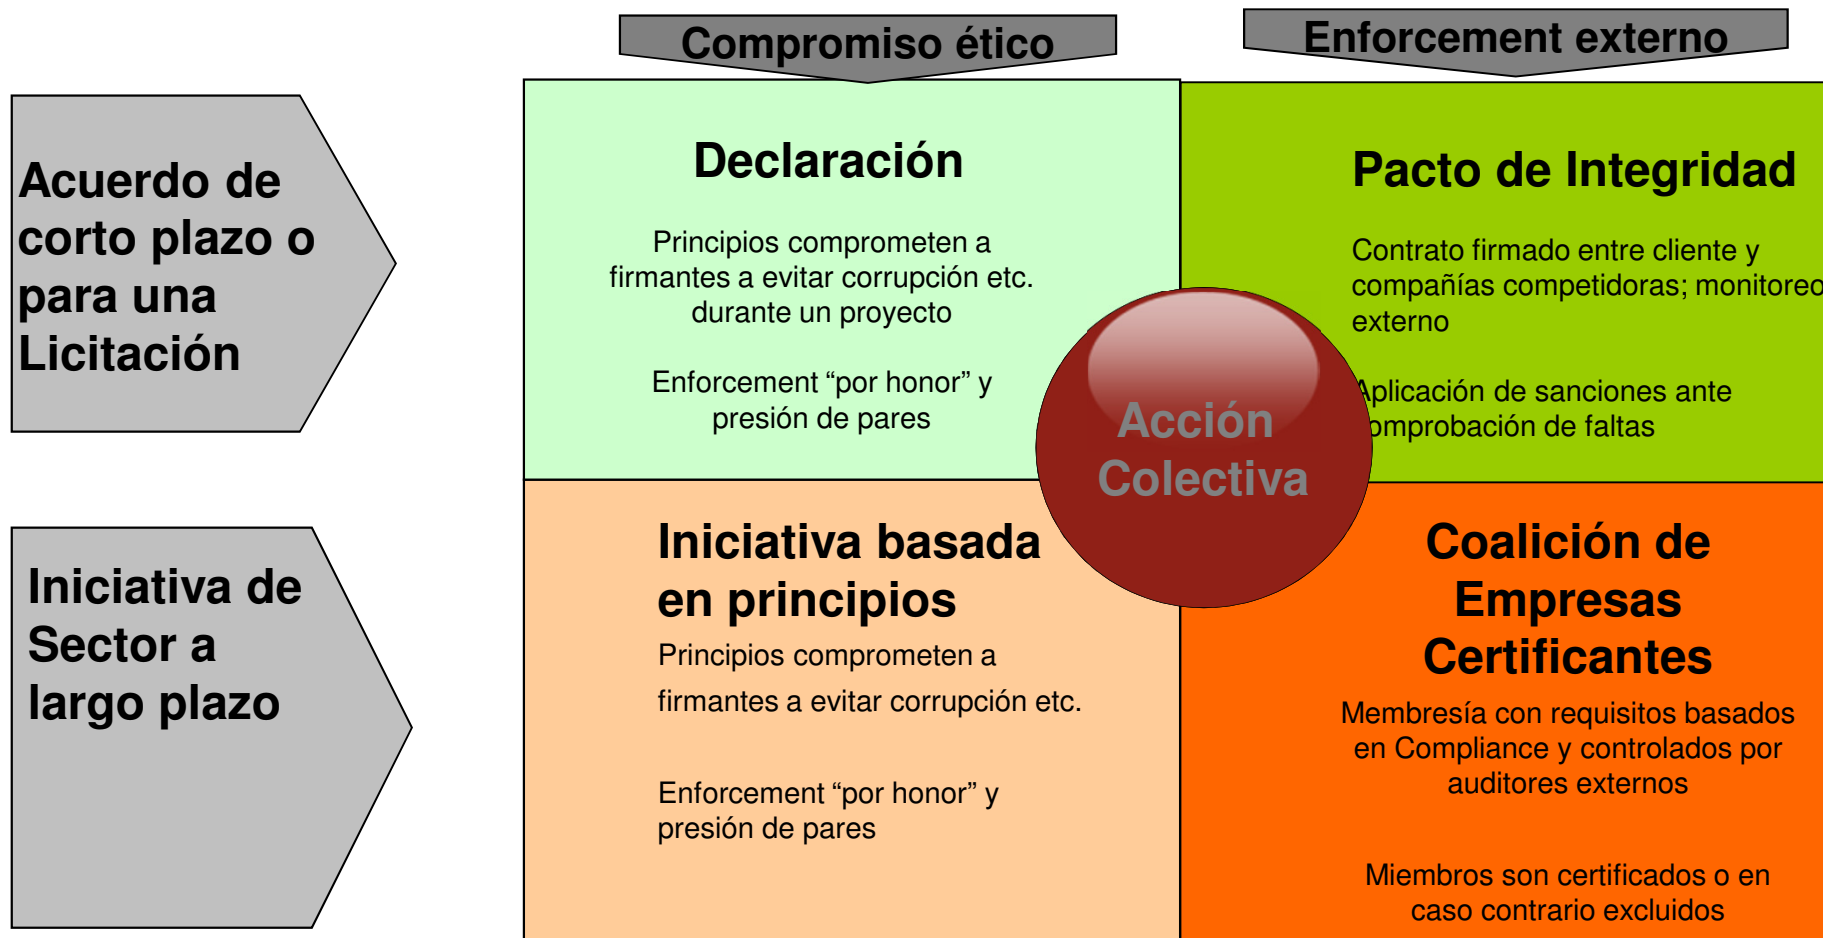 Compromiso ético
Enforcement externo
Acuerdo de
corto plazo o
para una
Licitación
Declaración
Principios comprometen a
firmantes a evitar corrupción etc.
durante un proyecto
Enforcement “por honor” y
presión de pares
Pacto de Integridad
Contrato firmado entre cliente y
compañías competidoras; monitoreo
externo
Aplicación de sanciones ante
comprobación de faltas
Acción
Colectiva
Iniciativa de
Sector a
largo plazo
Iniciativa basada
en principios
Principios comprometen a
firmantes a evitar corrupción etc.
Enforcement “por honor” y
presión de pares
Coalición de
Empresas
Certificantes
Membresía con requisitos basados
en Compliance y controlados por
auditores externos
Miembros son certificados o en
caso contrario excluidos